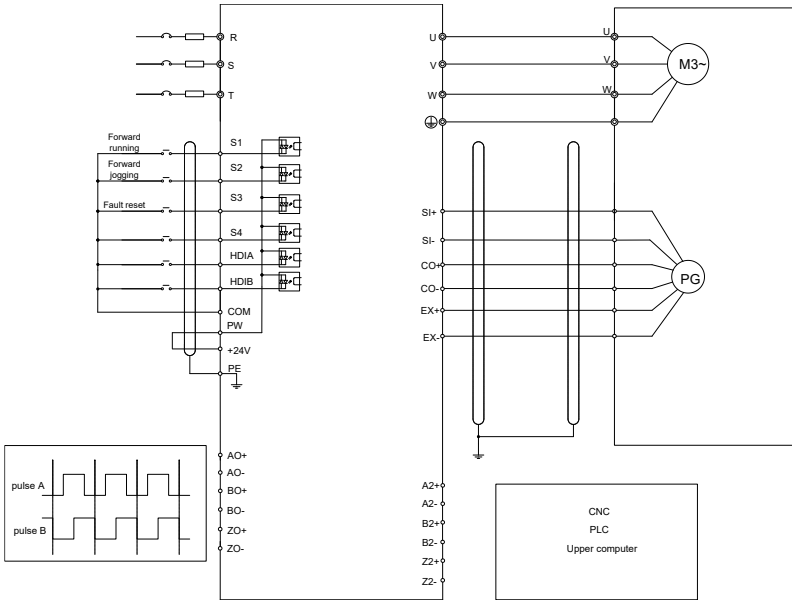 R
S
T
Forward
running
S1
Forward
jogging
S2
Fault reset
S3
S4
HDIA
HDIB
COM
PW
+24V
PE
AO+
AO-
BO+
BO-
ZO+
ZO-
pulse A
pulse B
U
V
W
U
V
W
M3~
SI+
SI-
CO+
CO-
EX+
EX-
PG
A2+
A2-
B2+
B2-
Z2+
Z2-
CNC
PLC
Upper computer